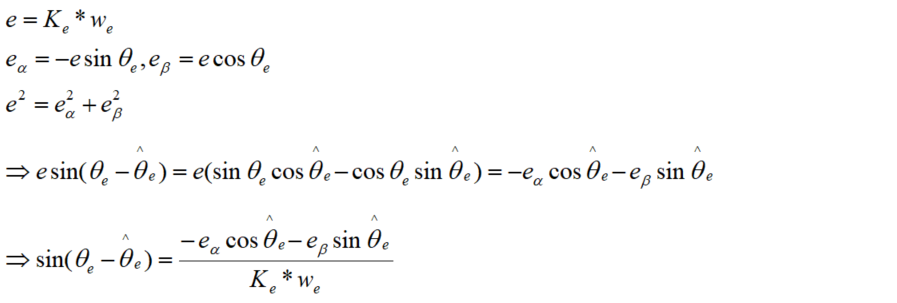 e = K_e * w_e
e_α = −e sin θ_e, e_β = e cos θ_e
e² = e_α² + e_β²
⇒ e sin(θ_e − θ̂_e) = e(sin θ_e cos θ̂_e − cos θ_e sin θ̂_e) = −e_α cos θ̂_e − e_β sin θ̂_e
⇒ sin(θ_e − θ̂_e) = (−e_α cos θ̂_e − e_β sin θ̂_e) / (K_e * w_e)